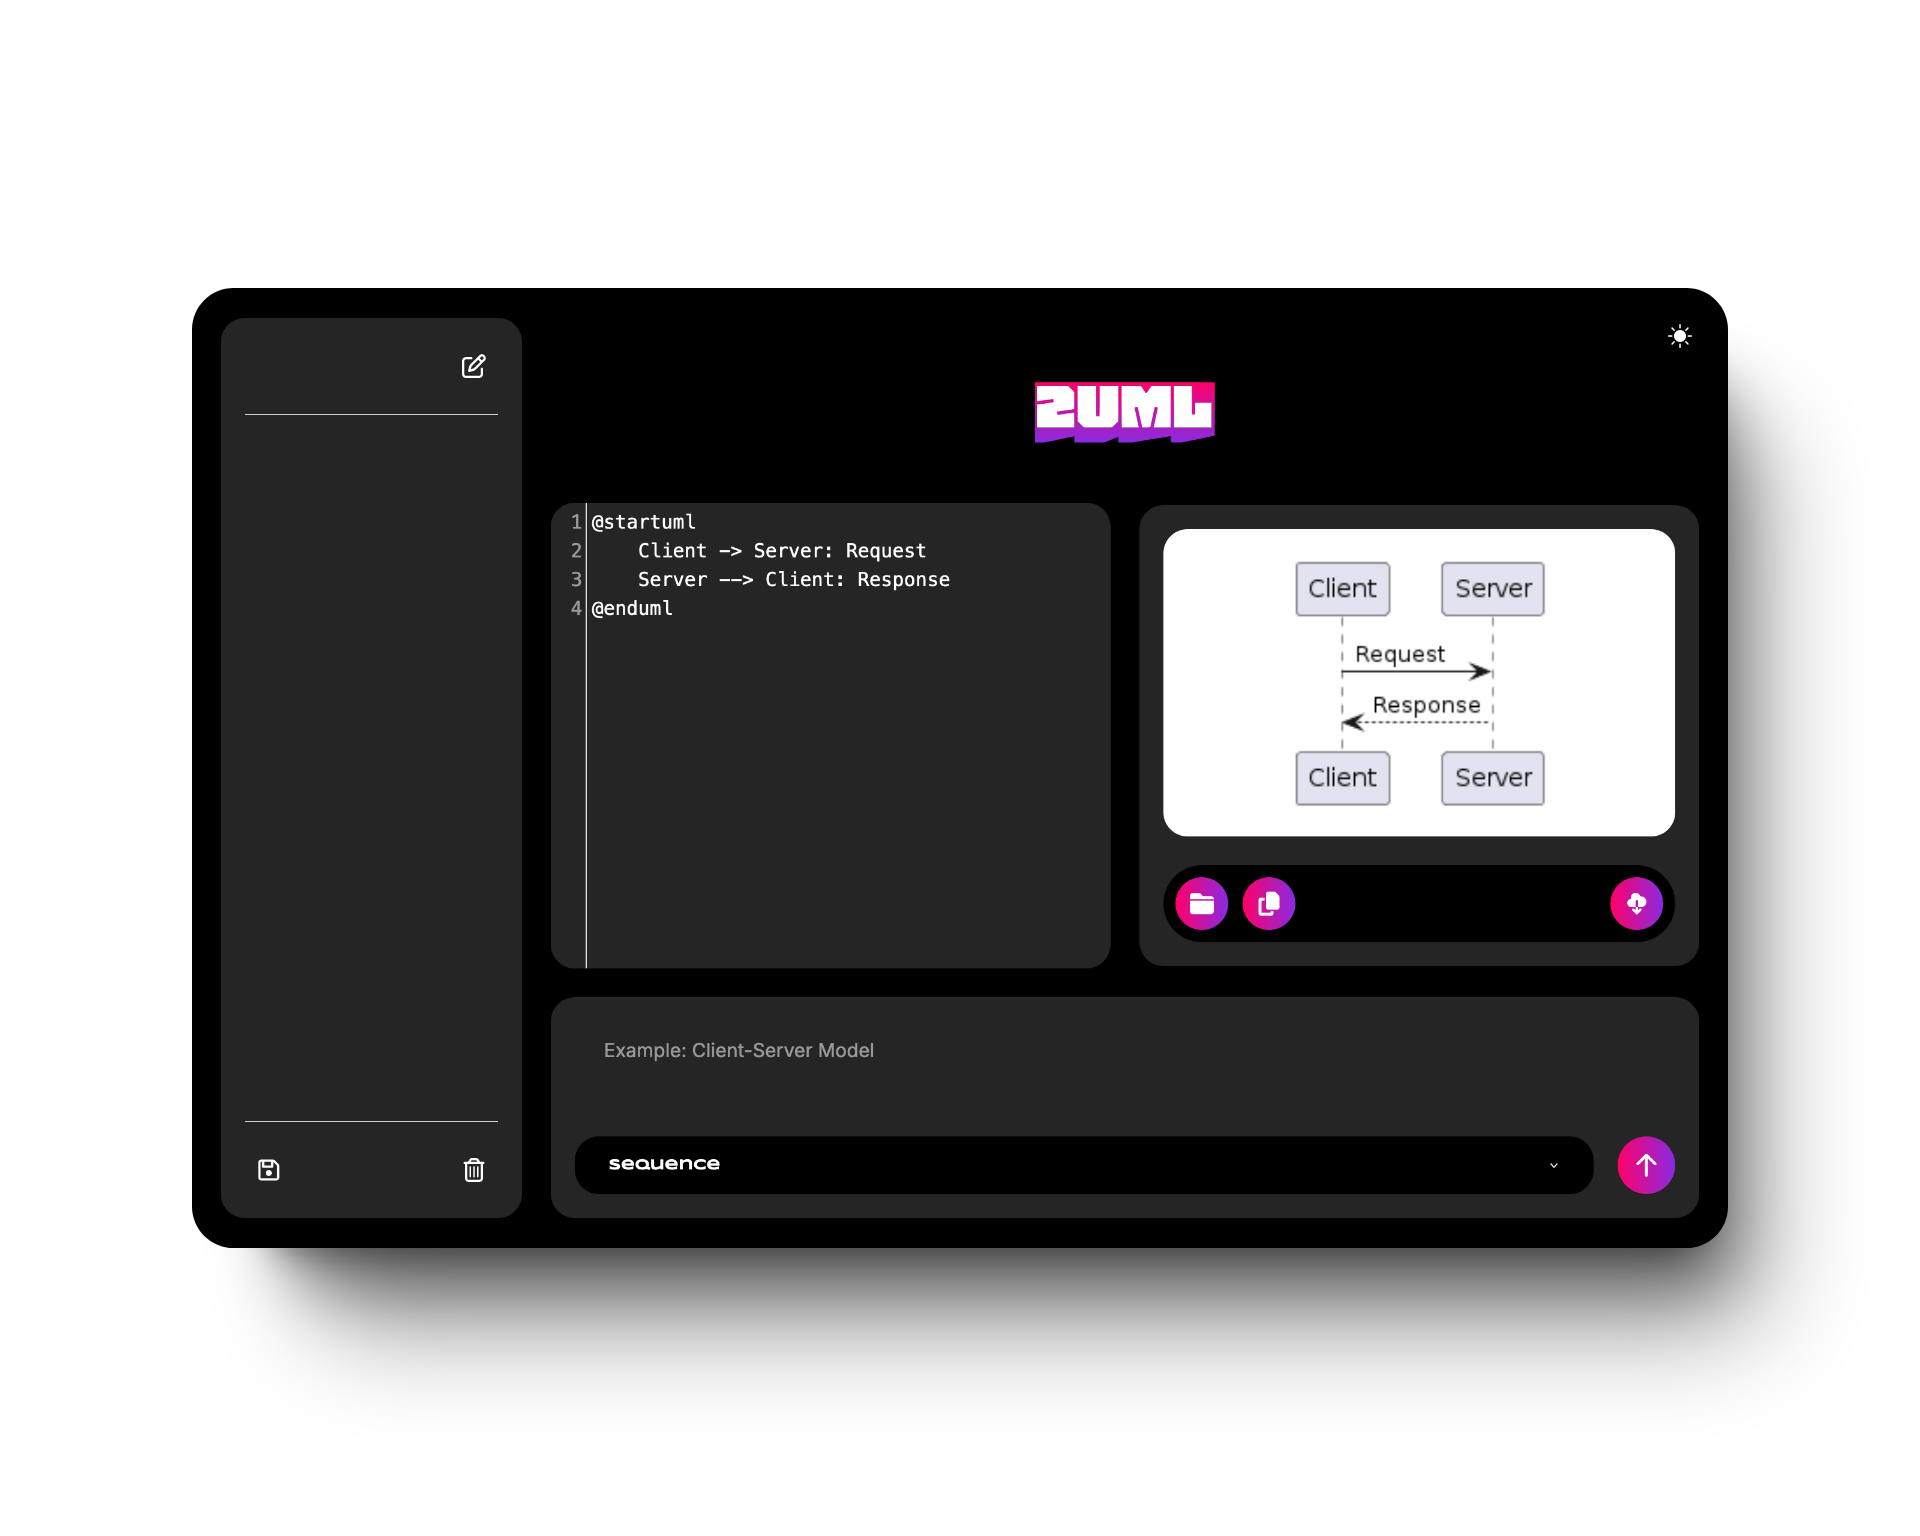 2UML
1 @startuml
2 Client -> Server: Request
3 Server --> Client: Response
4 @enduml
Client Server
Request
Response
Client Server
Example: Client-Server Model
sequence